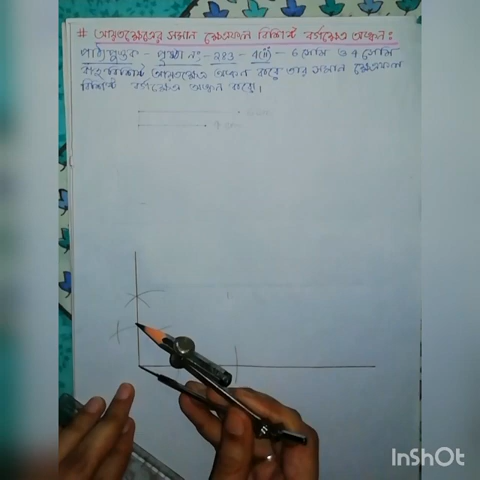 # আয়তক্ষেত্রের সমান ক্ষেত্রফল বিশিষ্ট বর্গক্ষেত্র অঙ্কন:
পাঠ্যপুস্তক - পৃষ্ঠা নং - ২৪৩ - ৬ সেমি ও ৪ সেমি
বাহুবিশিষ্ট আয়তক্ষেত্র অঙ্কন করে তার সমান ক্ষেত্রফল
বিশিষ্ট বর্গক্ষেত্র অঙ্কন করো।
InShOt